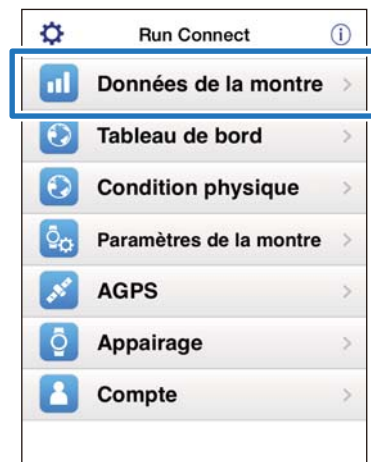 Run Connect
Données de la montre
Tableau de bord
Condition physique
Paramètres de la montre
AGPS
Appairage
Compte